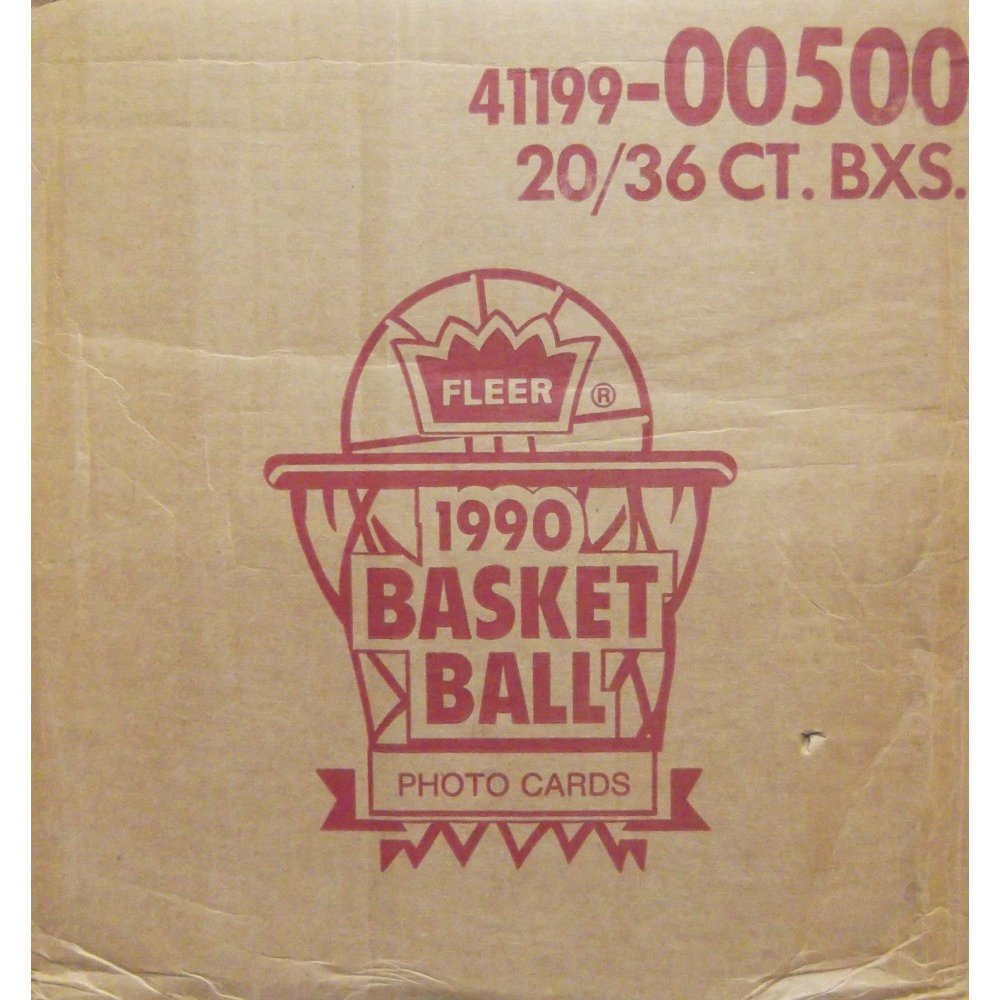 41199-00500
20/36 CT. BXS.
FLEER ®
1990
BASKET
BALL
PHOTO CARDS